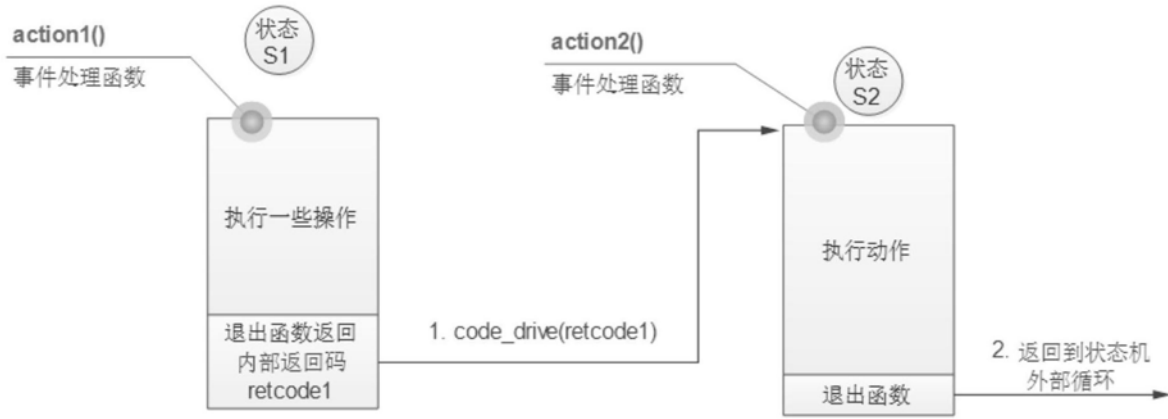 action1()
事件处理函数
状态
S1
执行一些操作
退出函数返回
内部返回码
retcode1
1. code_drive(retcode1)
action2()
事件处理函数
状态
S2
执行动作
退出函数
2. 返回到状态机
外部循环